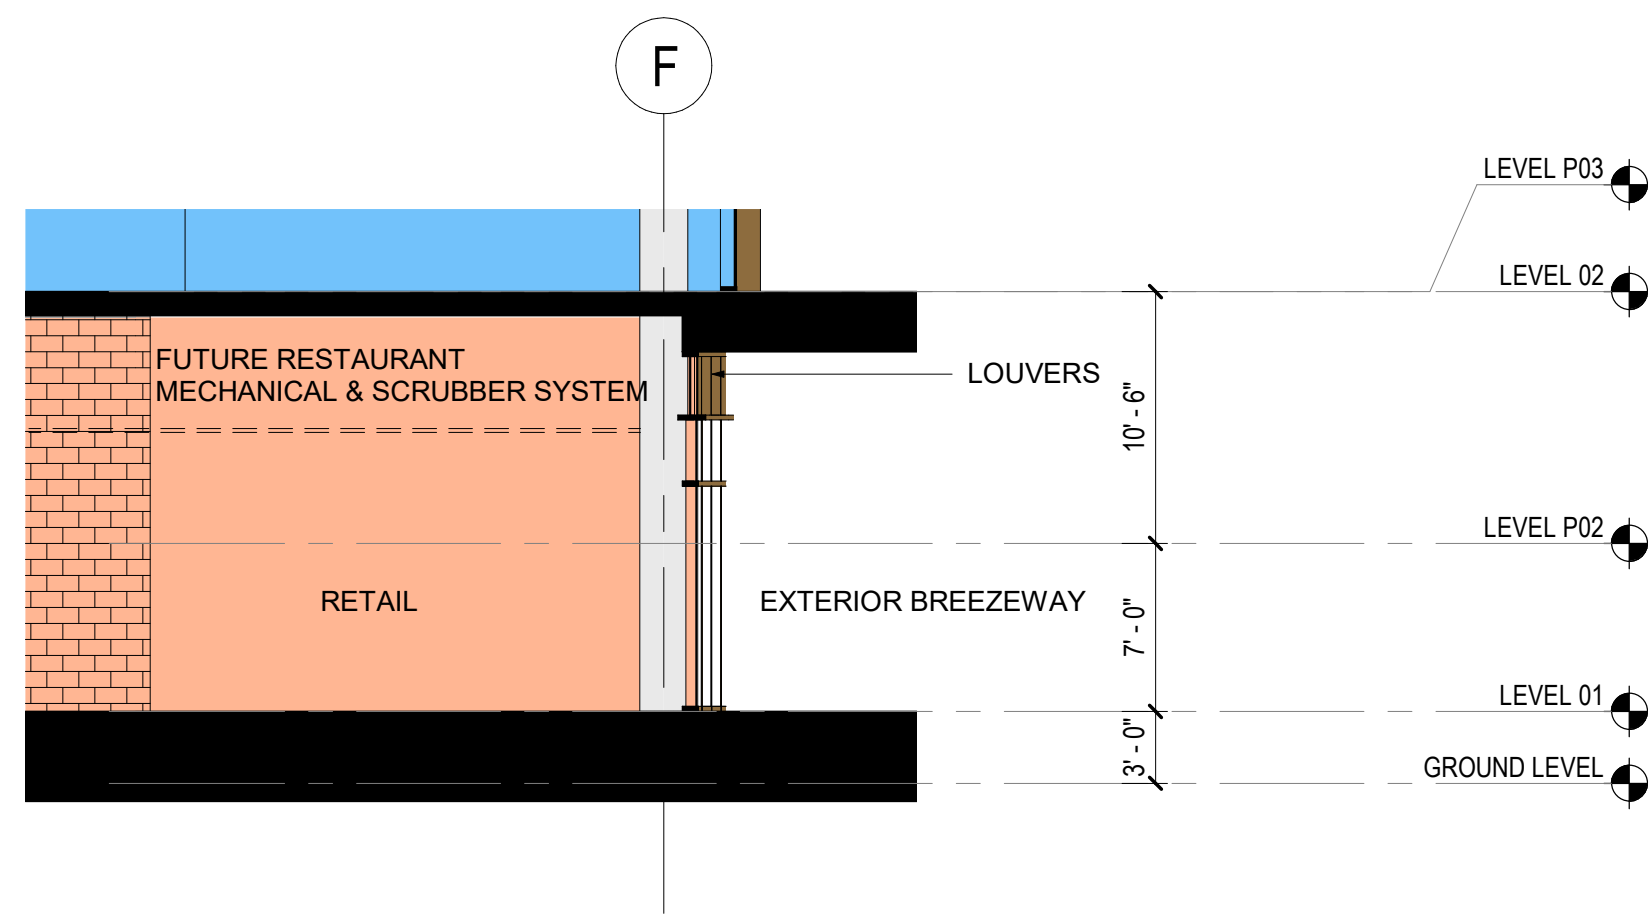 F
LEVEL P03
LEVEL 02
FUTURE RESTAURANT
MECHANICAL & SCRUBBER SYSTEM
LOUVERS
10' - 6"
LEVEL P02
RETAIL
EXTERIOR BREEZEWAY
7' - 0"
LEVEL 01
3' - 0"
GROUND LEVEL